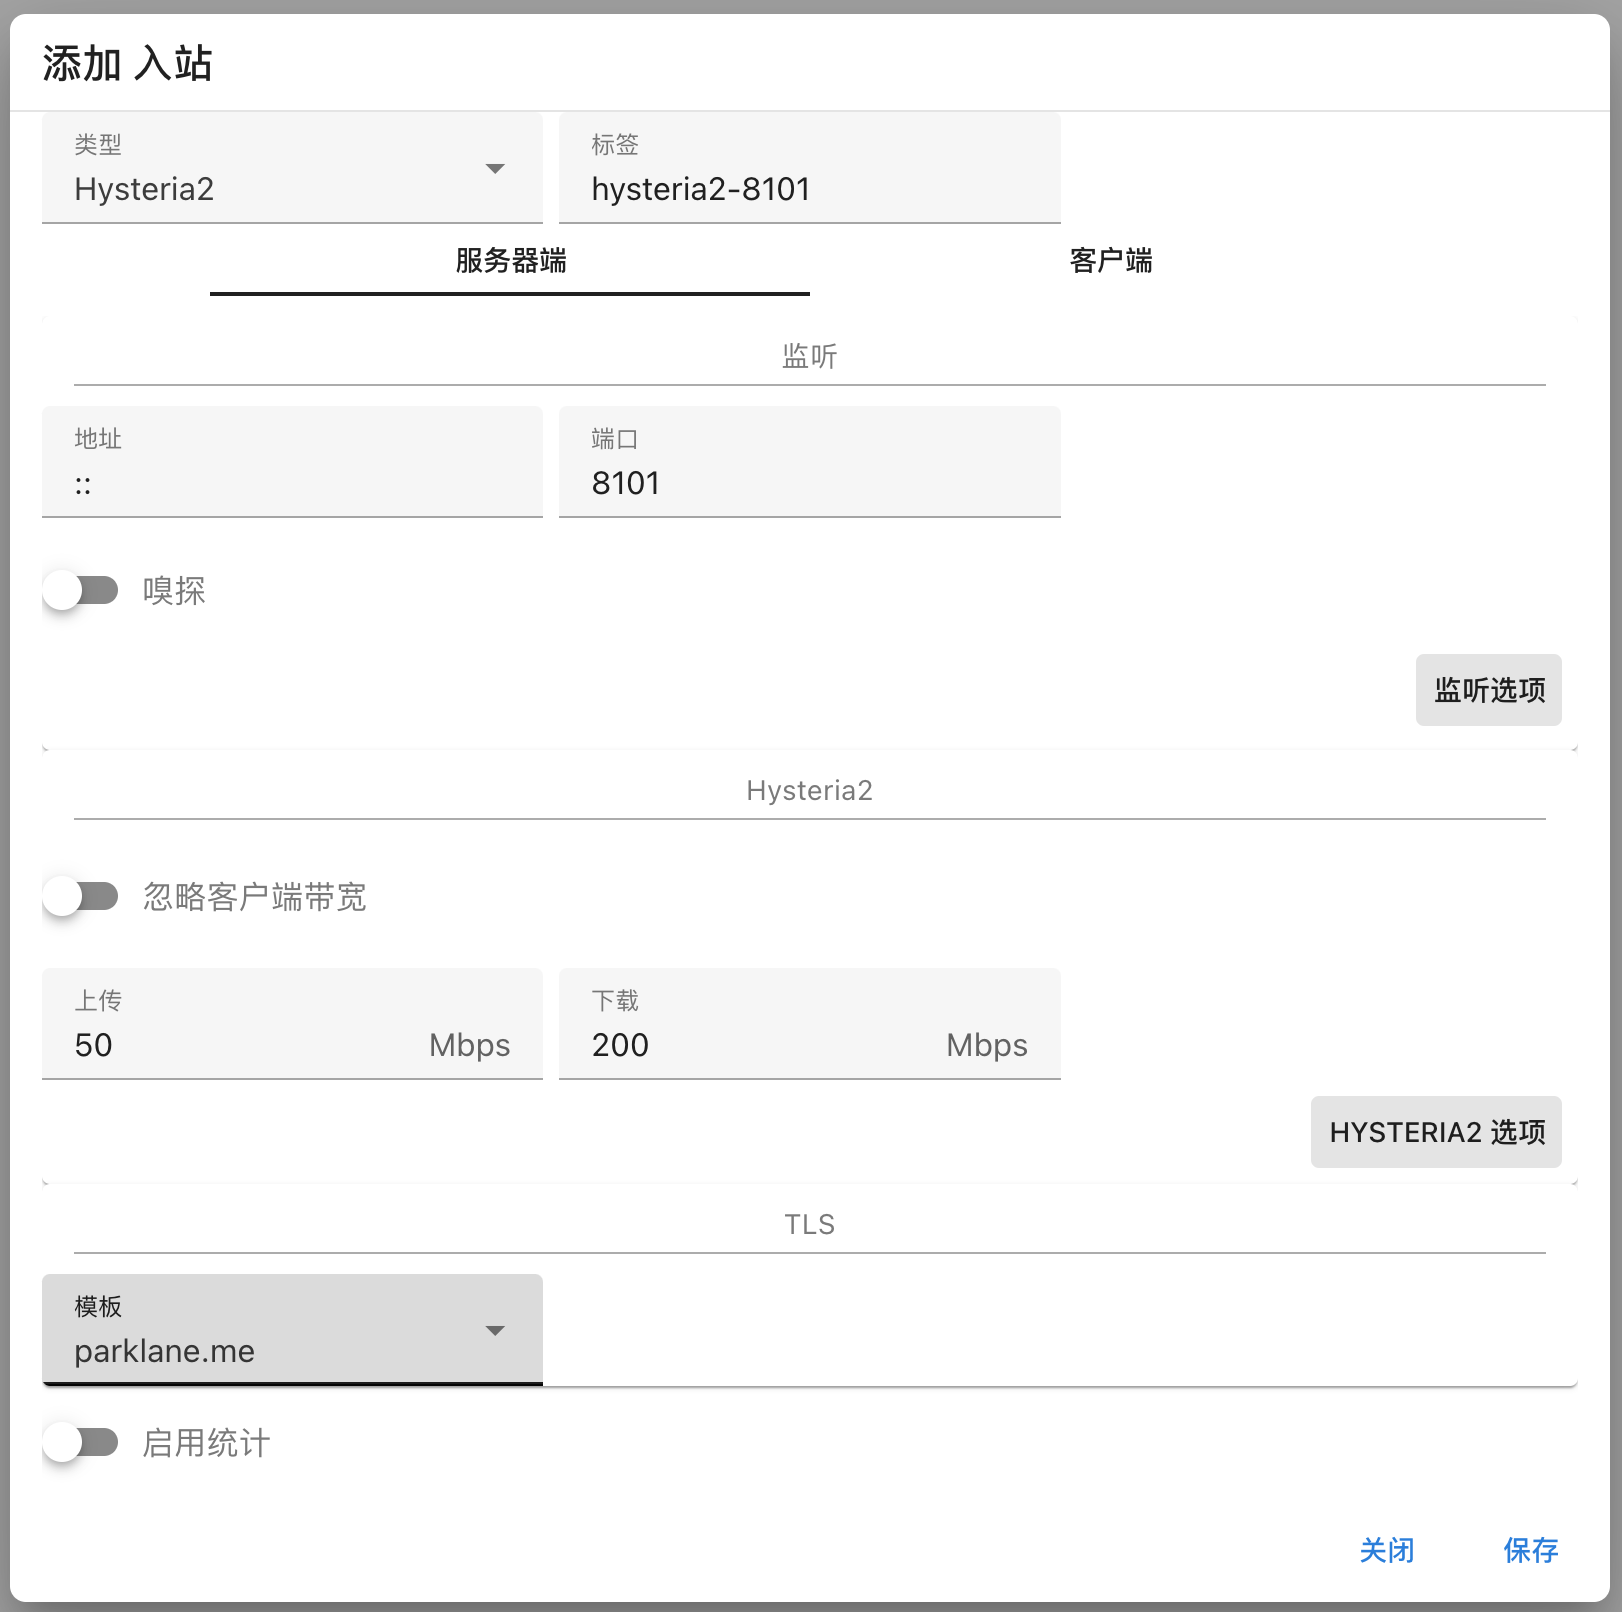 添加 入站
类型
Hysteria2
标签
hysteria2-8101
服务器端
客户端
监听
地址
::
端口
8101
嗅探
监听选项
Hysteria2
忽略客户端带宽
上传
50 Mbps
下载
200 Mbps
HYSTERIA2 选项
TLS
模板
parklane.me
启用统计
关闭
保存